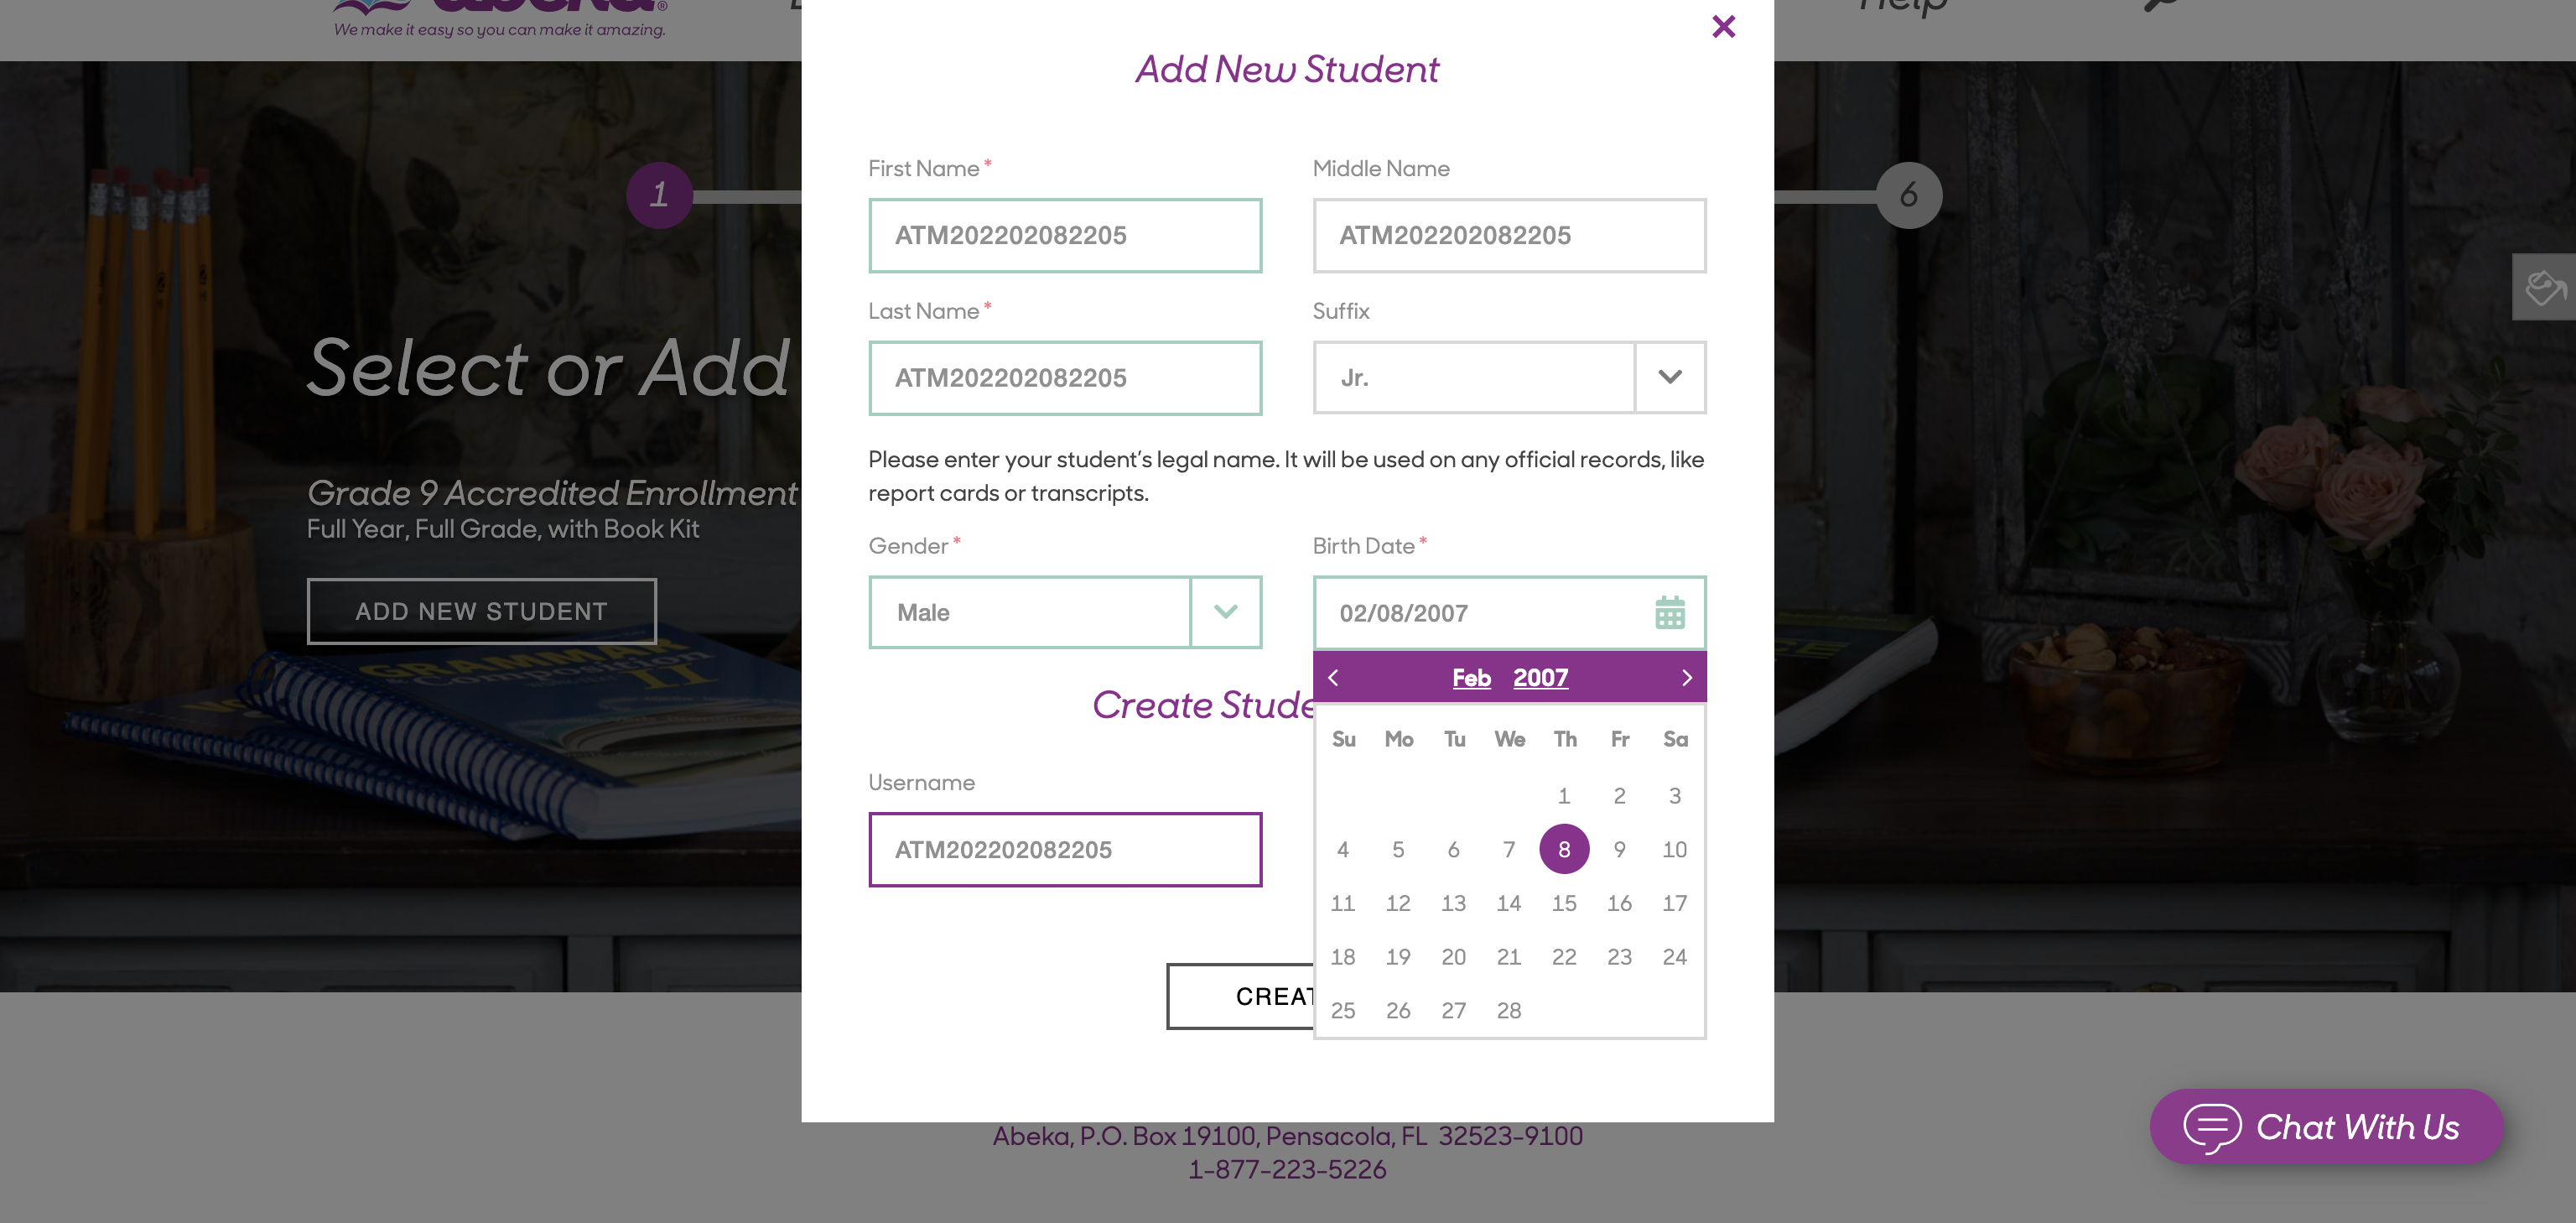 We make it easy so you can make it amazing.
Help
Add New Student
First Name *
Middle Name
ATM202202082205
ATM202202082205
1
6
Last Name *
Suffix
ATM202202082205
Jr.
Select or Add
Please enter your student's legal name. It will be used on any official records, like
report cards or transcripts.
Grade 9 Accredited Enrollment
Full Year, Full Grade, with Book Kit
Gender *
Birth Date *
Male
02/08/2007
ADD NEW STUDENT
Feb 2007
GRAMMAR
Composition
II
Create Stude
Su Mo Tu We Th Fr Sa
1 2 3
4 5 6 7 8 9 10
11 12 13 14 15 16 17
18 19 20 21 22 23 24
25 26 27 28
Username
ATM202202082205
CREAT
Abeka, P.O. Box 19100, Pensacola, FL 32523-9100
1-877-223-5226
Chat With Us